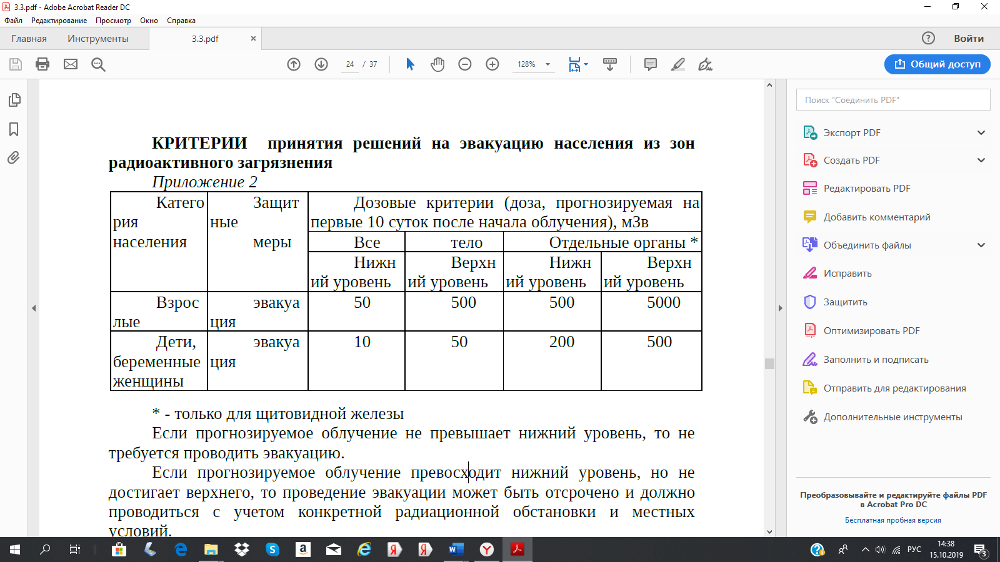 3.3.pdf - Adobe Acrobat Reader DC
Файл Редактирование Просмотр Окно Справка
Главная Инструменты 3.3.pdf × ? Войти
24 / 37 128% Общий доступ
КРИТЕРИИ принятия решений на эвакуацию населения из зон
радиоактивного загрязнения
Приложение 2
Катего
рия
населения
Защит
ные
меры
Дозовые критерии (доза, прогнозируемая на
первые 10 суток после начала облучения), мЗв
Все тело Отдельные органы *
Нижн
ий уровень
Верхн
ий уровень
Нижн
ий уровень
Верхн
ий уровень
Взрос
лые
эвакуа
ция
50 500 500 5000
Дети,
беременные
женщины
эвакуа
ция
10 50 200 500
* - только для щитовидной железы
Если прогнозируемое облучение не превышает нижний уровень, то не
требуется проводить эвакуацию.
Если прогнозируемое облучение превосходит нижний уровень, но не
достигает верхнего, то проведение эвакуации может быть отсрочено и должно
проводиться с учетом конкретной радиационной обстановки и местных
условий.
Поиск "Соединить PDF"
Экспорт PDF
Создать PDF
Редактировать PDF
Добавить комментарий
Объединить файлы
Исправить
Защитить
Оптимизировать PDF
Заполнить и подписать
Отправить для редактирования
Дополнительные инструменты
Преобразовывайте и редактируйте файлы PDF
в Acrobat Pro DC
Бесплатная пробная версия
РУС
14:38
15.10.2019
3